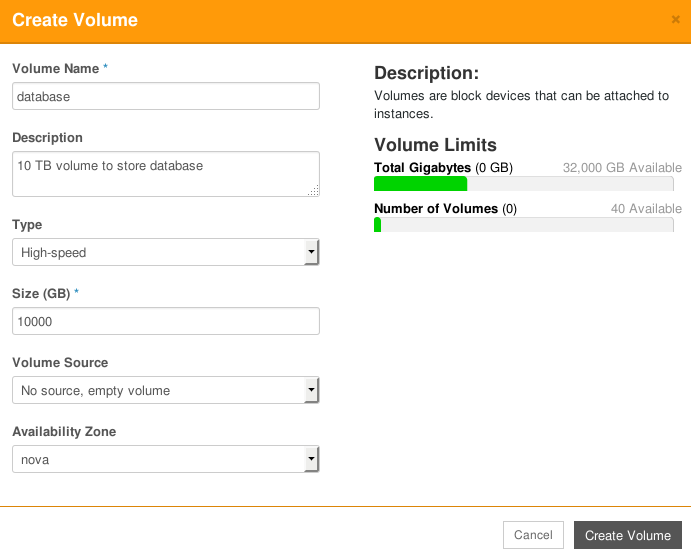 Create Volume
×
Volume Name *
database
Description
10 TB volume to store database
Type
High-speed
Size (GB) *
10000
Volume Source
No source, empty volume
Availability Zone
nova
Description:
Volumes are block devices that can be attached to
instances.
Volume Limits
Total Gigabytes (0 GB) 32,000 GB Available
Number of Volumes (0) 40 Available
Cancel Create Volume